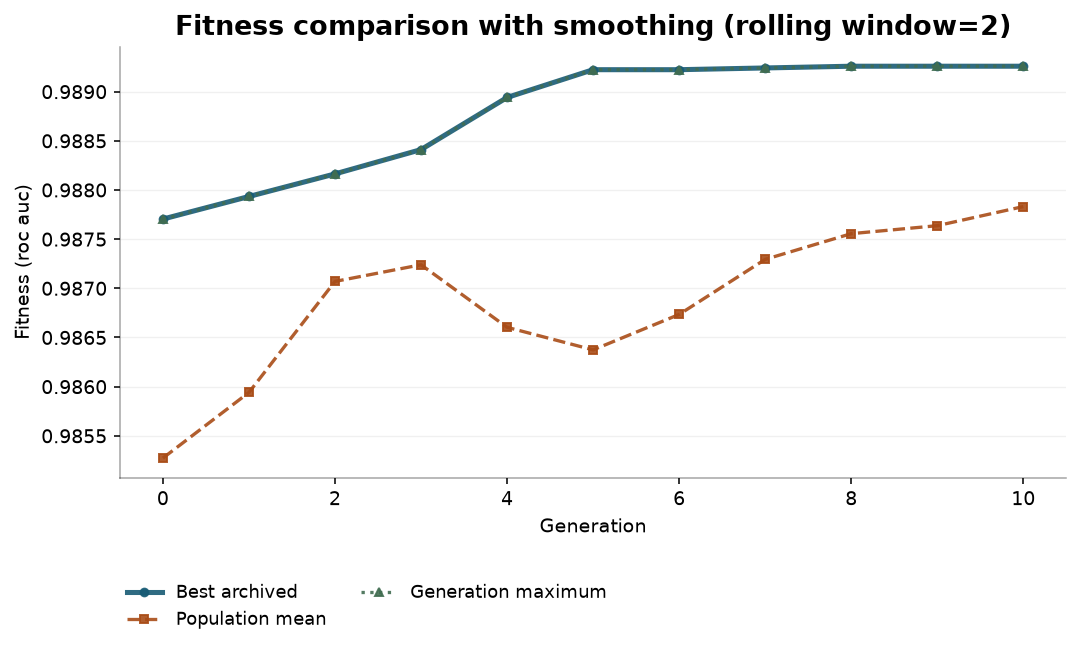 Fitness comparison with smoothing (rolling window=2)
Fitness (roc auc)
0.9890
0.9885
0.9880
0.9875
0.9870
0.9865
0.9860
0.9855
0 2 4 6 8 10
Generation
Best archived
Population mean
Generation maximum